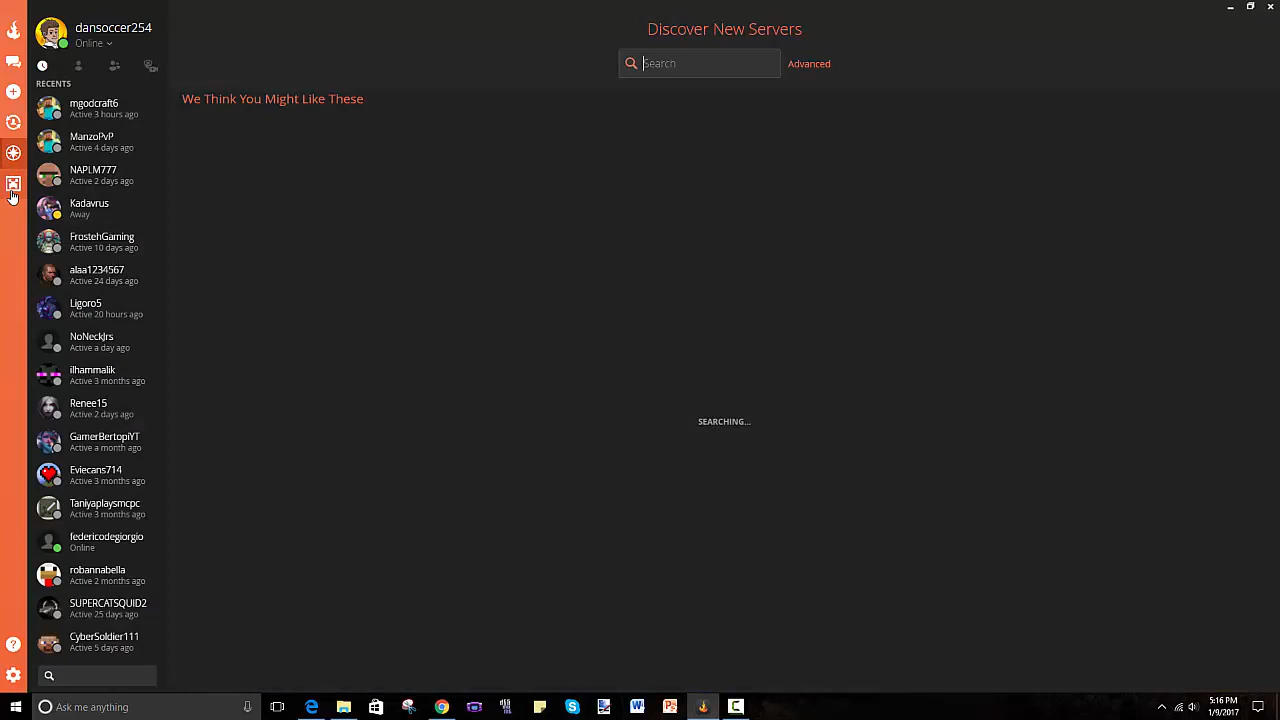 dansoccer254
Online
RECENTS
mgodcraft6
Active 3 hours ago
ManzoPvP
Active 4 days ago
NAPLM777
Active 2 days ago
Kadavrus
Away
FrostehGaming
Active 10 days ago
alaa1234567
Active 24 days ago
Ligoro5
Active 20 hours ago
NoNeckJrs
Active a day ago
ilhammalik
Active 3 months ago
Renee15
Active 2 days ago
GamerBertopiYT
Active a month ago
Eviecans714
Active 3 months ago
Taniyaplaysmcpc
Active 3 months ago
federicodegiorgio
Online
robannabella
Active 2 months ago
SUPERCATSQUID2
Active 25 days ago
CyberSoldier111
Active 5 days ago
Discover New Servers
Search Advanced
We Think You Might Like These
SEARCHING...
Ask me anything
5:16 PM
1/9/2017